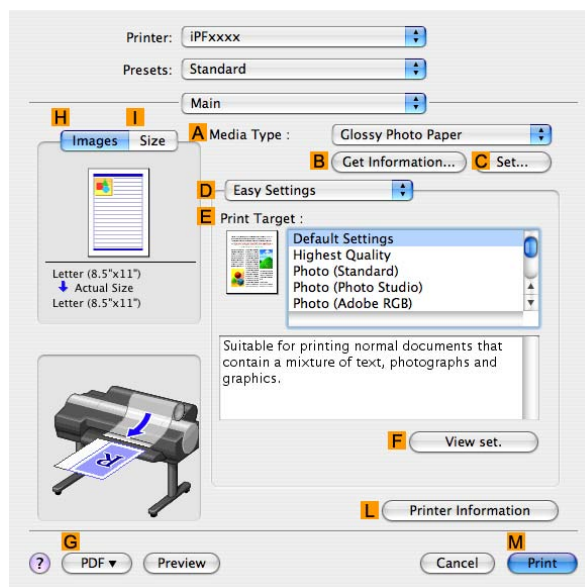 Printer: iPFxxxx
Presets: Standard
Main
H I
Images Size
A Media Type : Glossy Photo Paper
B Get Information... C Set...
D Easy Settings
E Print Target :
Default Settings
Highest Quality
Photo (Standard)
Photo (Photo Studio)
Photo (Adobe RGB)
Letter (8.5"x11")
Actual Size
Letter (8.5"x11")
Suitable for printing normal documents that
contain a mixture of text, photographs and
graphics.
F View set.
L Printer Information
G M
? PDF Preview Cancel Print